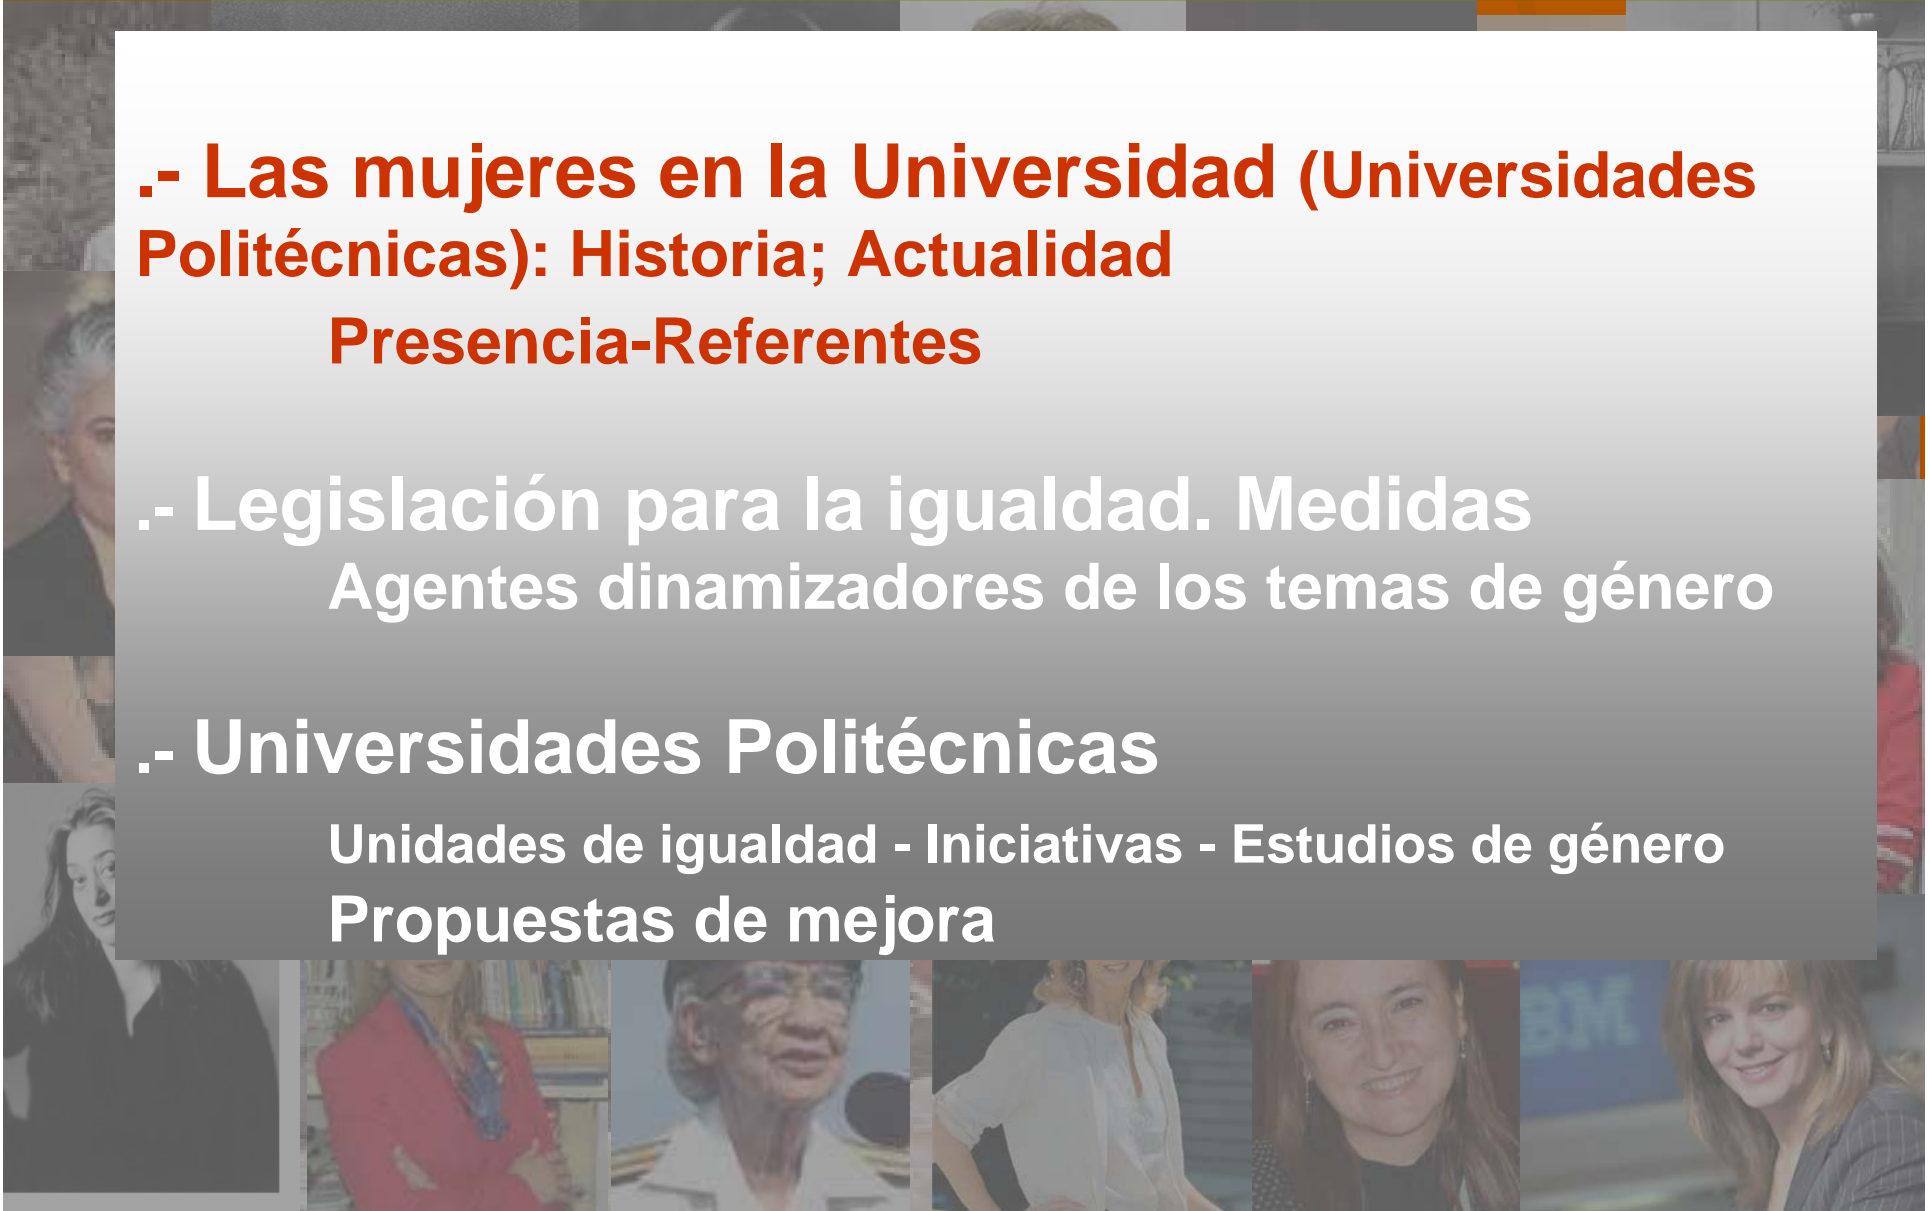 .- Las mujeres en la Universidad (Universidades
Politécnicas): Historia; Actualidad
Presencia-Referentes
.- Legislación para la igualdad. Medidas
Agentes dinamizadores de los temas de género
.- Universidades Politécnicas
Unidades de igualdad - Iniciativas - Estudios de género
Propuestas de mejora
BM